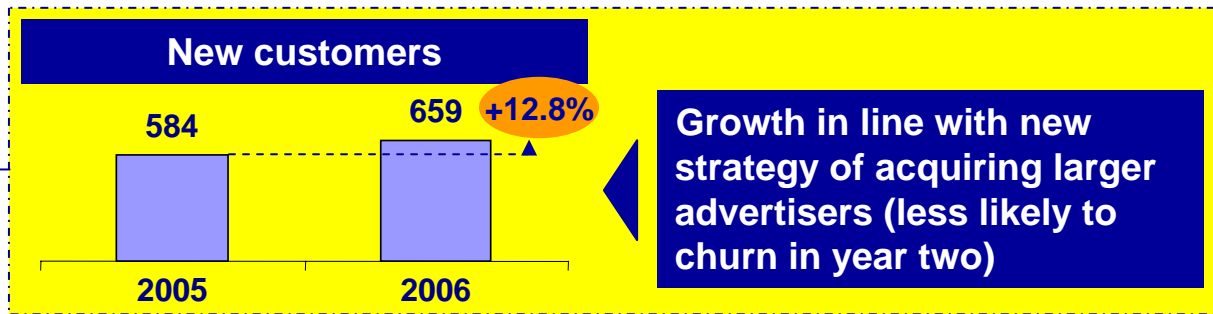 New customers
584
659
+12.8%
2005
2006
Growth in line with new
strategy of acquiring larger
advertisers (less likely to
churn in year two)